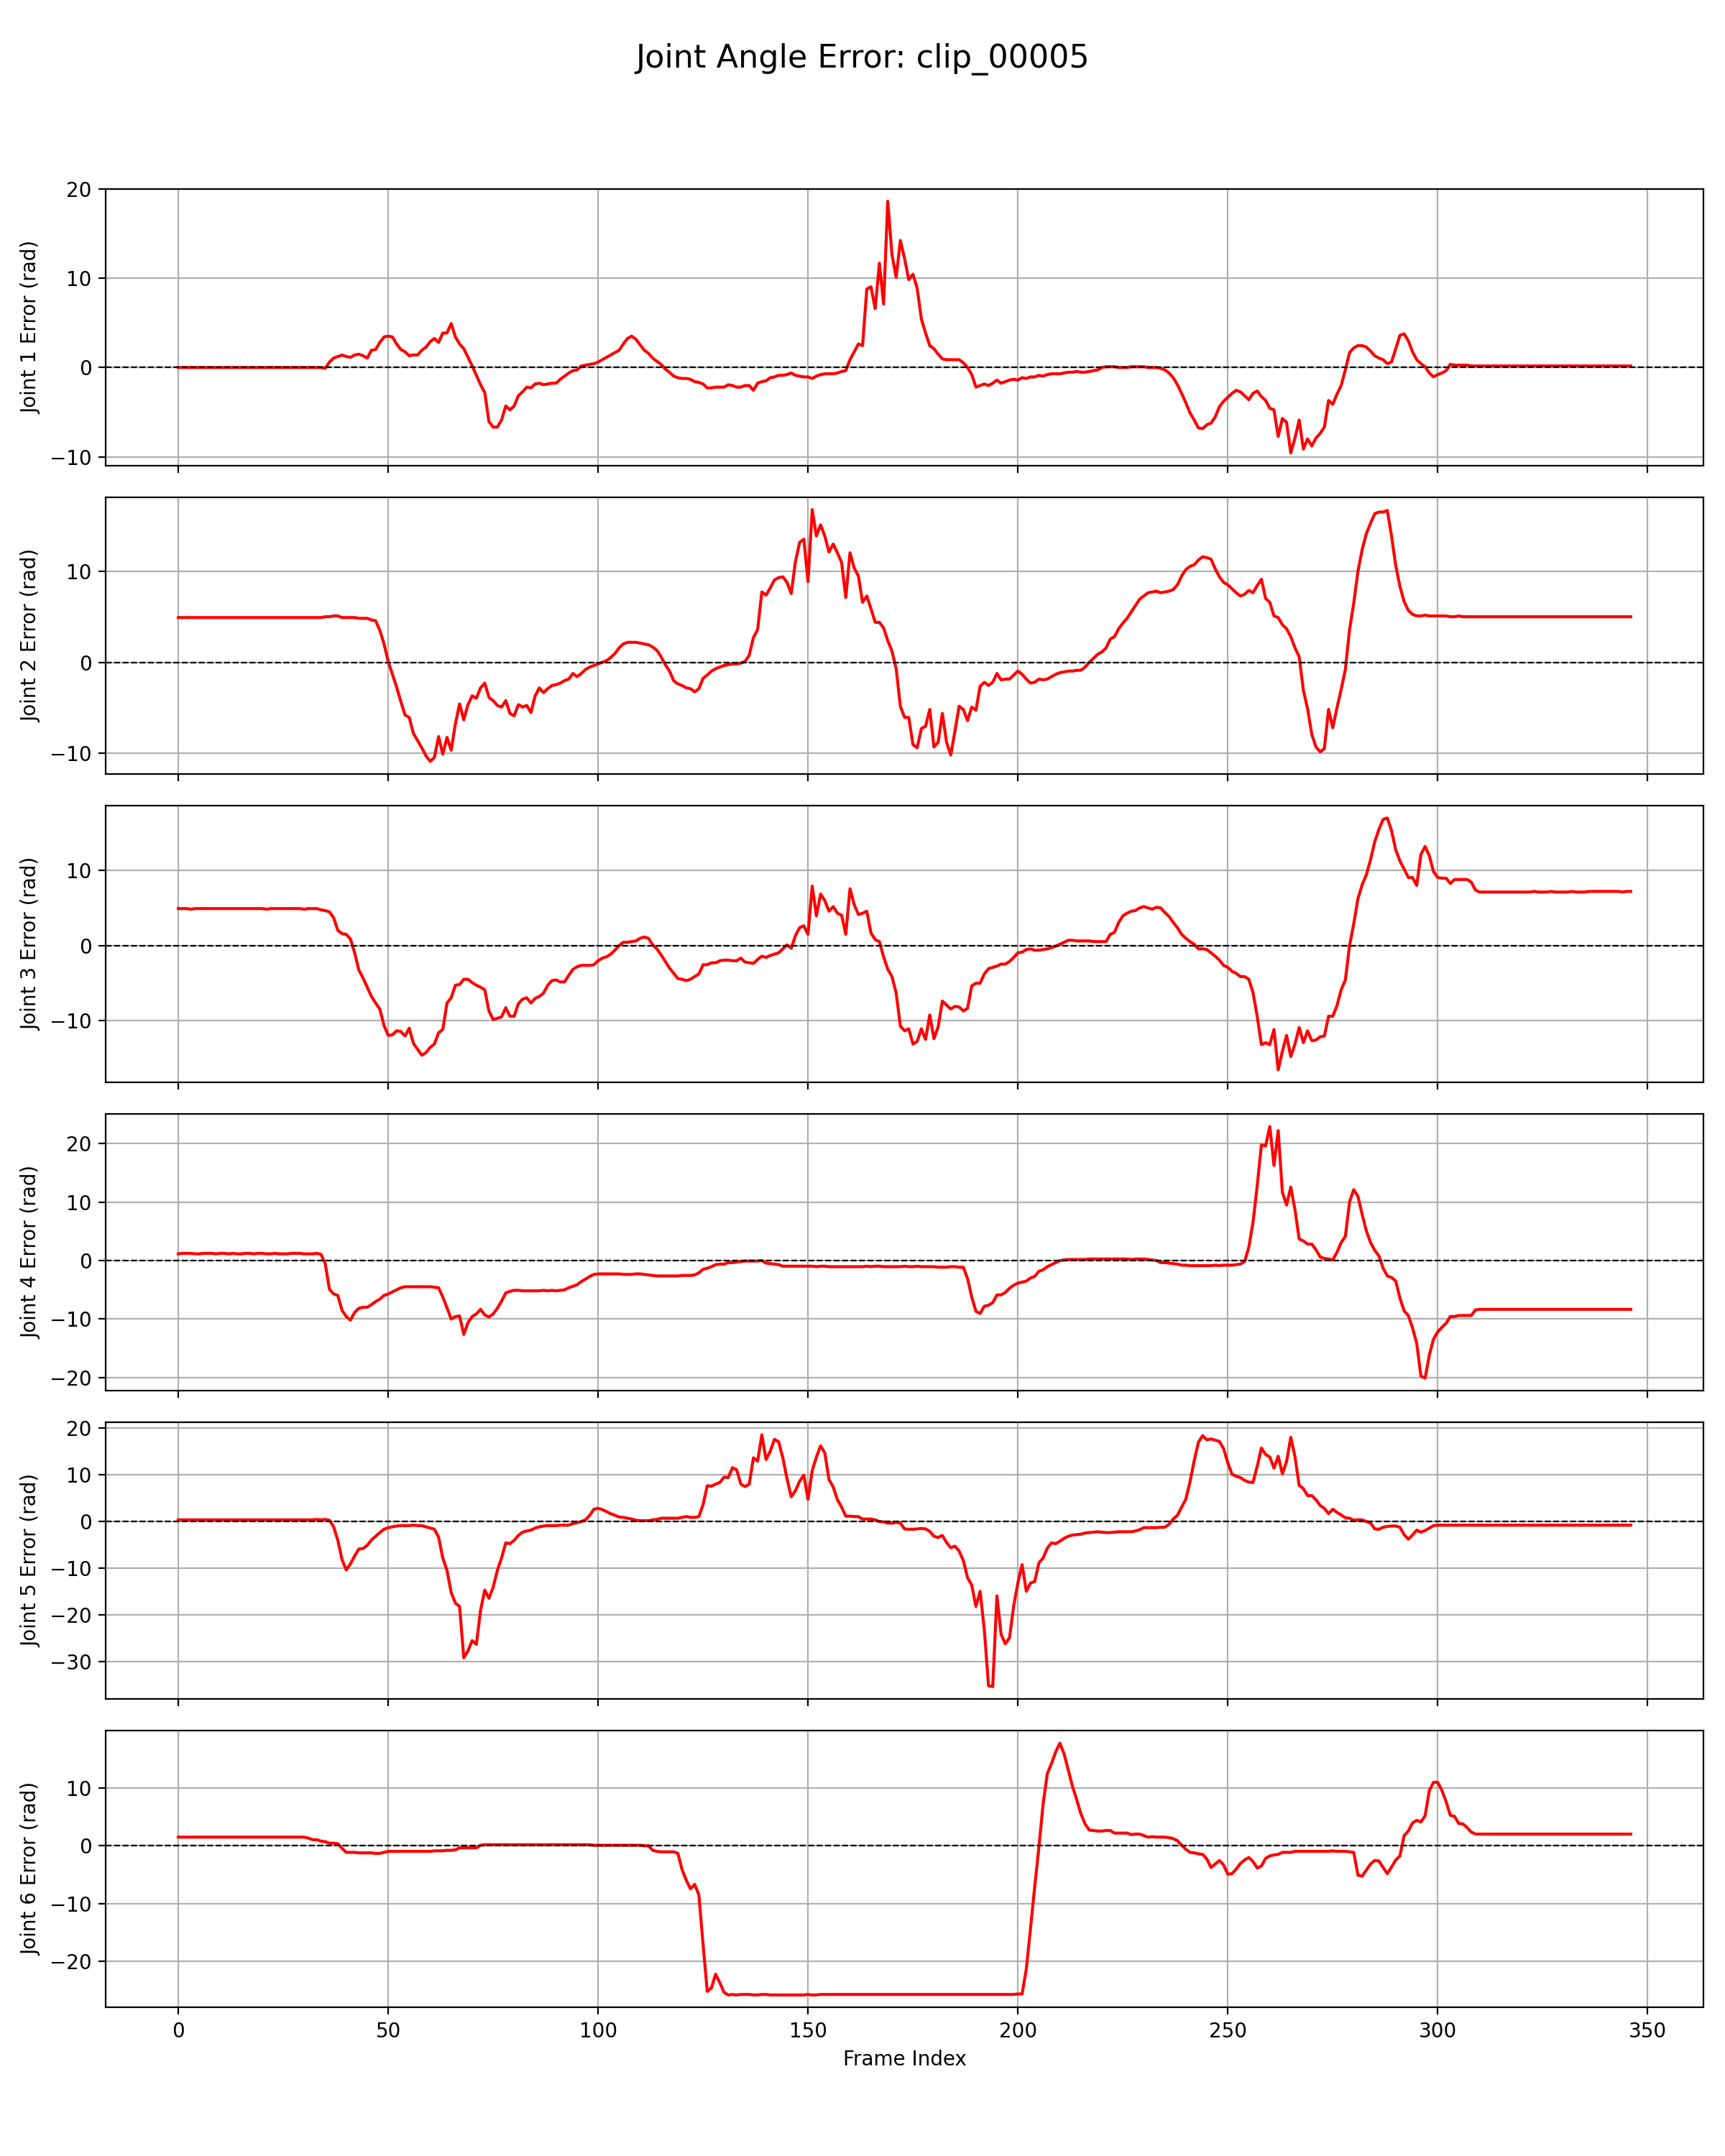 Joint Angle Error: clip_00005
Joint 1 Error (rad)
20
10
0
−10
Joint 2 Error (rad)
10
0
−10
Joint 3 Error (rad)
10
0
−10
Joint 4 Error (rad)
20
10
0
−10
−20
Joint 5 Error (rad)
20
10
0
−10
−20
−30
Joint 6 Error (rad)
10
0
−10
−20
0 50 100 150 200 250 300 350
Frame Index